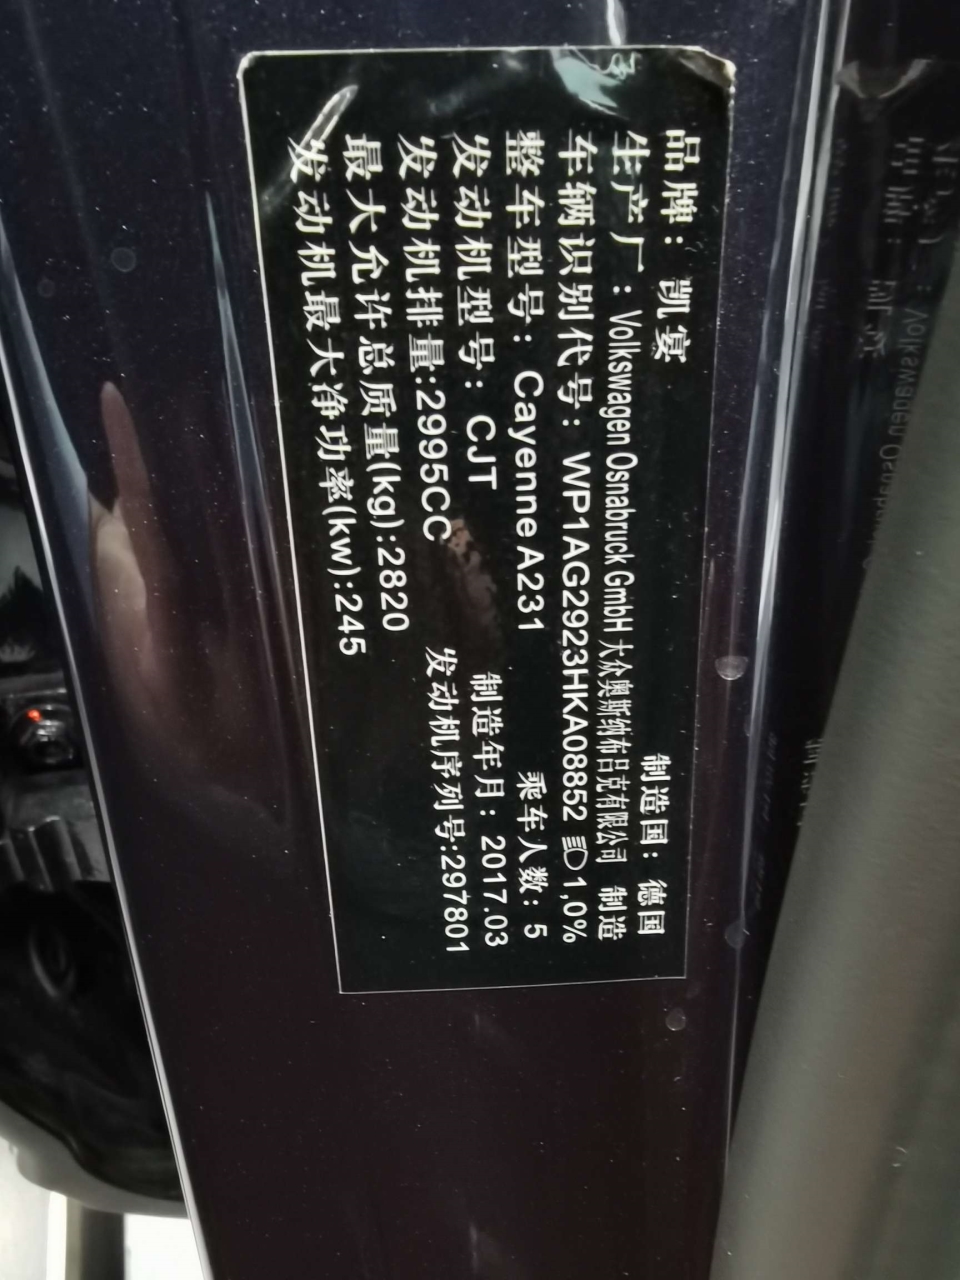 品牌：凯宴 制造国：德国
生产厂：Volkswagen Osnabruck GmbH 大众奥斯纳布吕克有限公司 制造
车辆识别代号：WP1AG2923HKA08852 1,0%
整车型号：Cayenne A231 乘车人数：5
发动机型号：CJT 制造年月：2017.03
发动机排量:2995CC 发动机序列号:297801
最大允许总质量(kg):2820
发动机最大净功率(kw):245